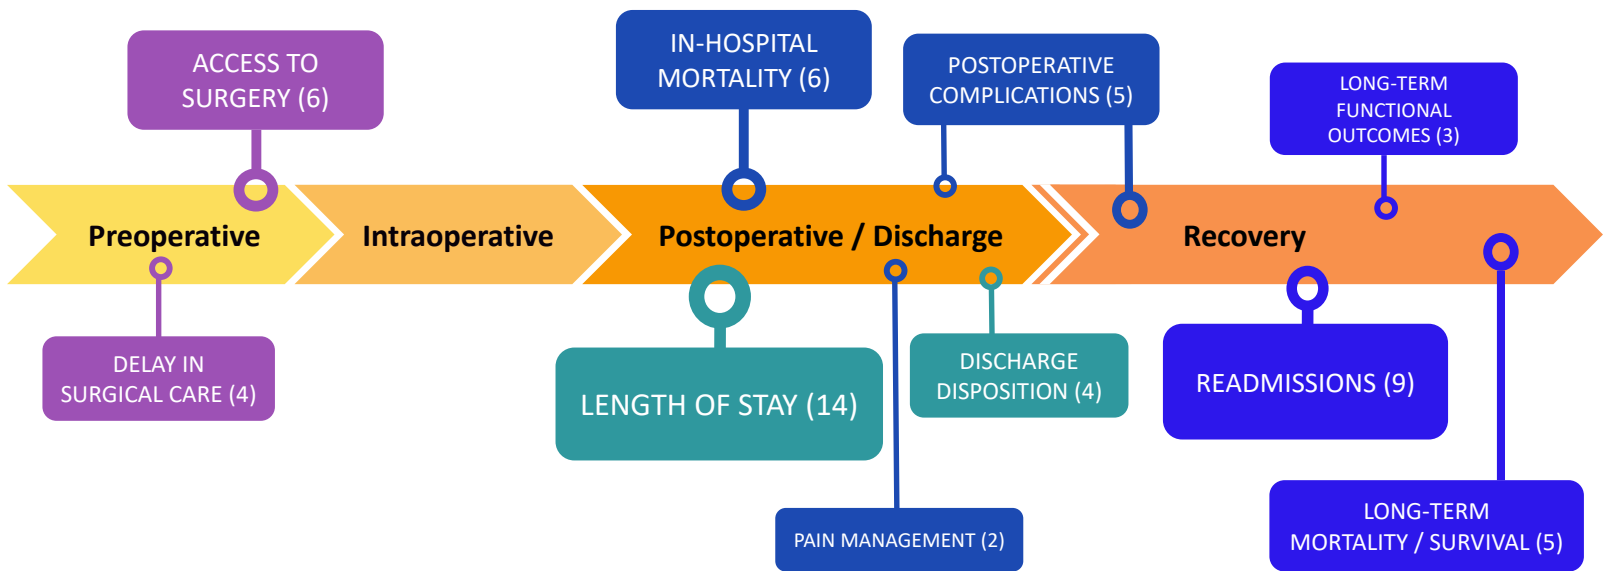 ACCESS TO
SURGERY (6)
IN-HOSPITAL
MORTALITY (6)
POSTOPERATIVE
COMPLICATIONS (5)
LONG-TERM
FUNCTIONAL
OUTCOMES (3)
Preoperative
Intraoperative
Postoperative / Discharge
Recovery
DELAY IN
SURGICAL CARE (4)
LENGTH OF STAY (14)
DISCHARGE
DISPOSITION (4)
READMISSIONS (9)
PAIN MANAGEMENT (2)
LONG-TERM
MORTALITY / SURVIVAL (5)